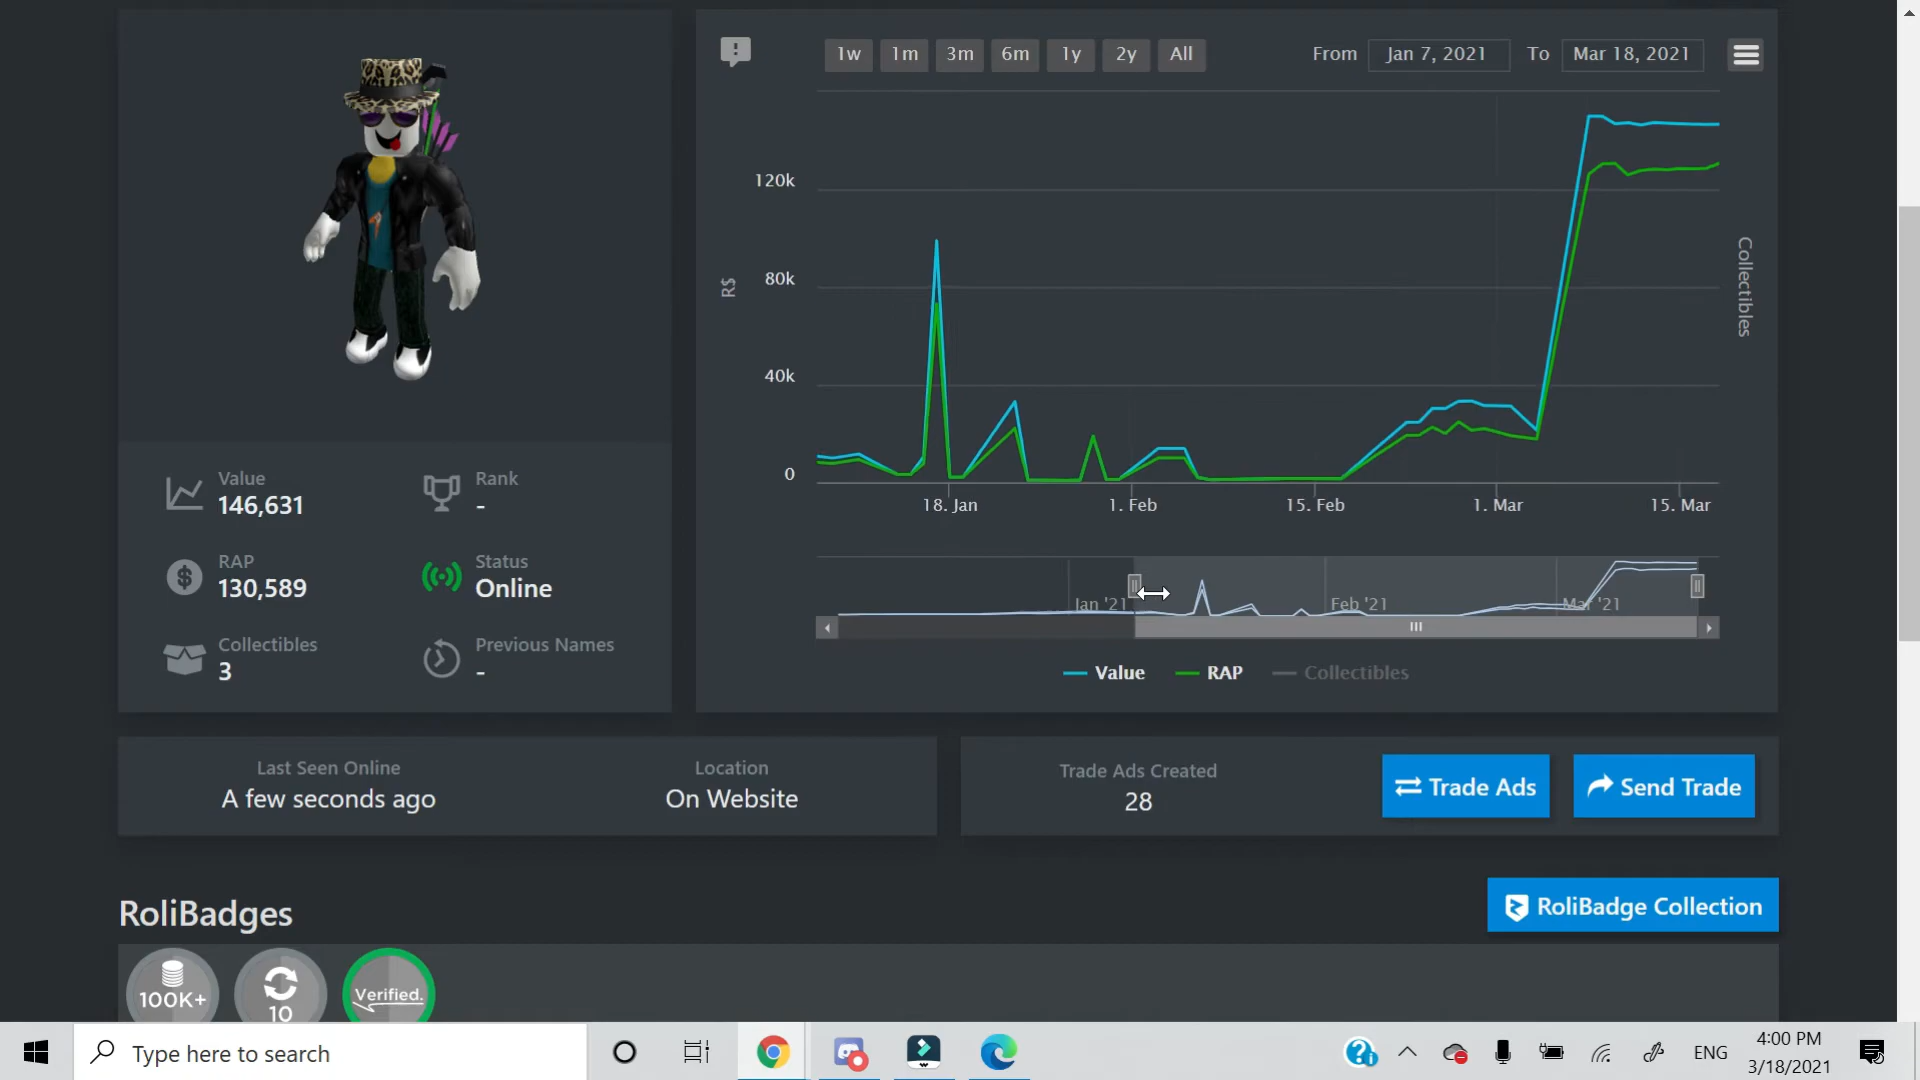 1w 1m 3m 6m 1y 2y All From Jan 7, 2021 To Mar 18, 2021
R$
120k
80k
40k
0
Collectibles
18. Jan 1. Feb 15. Feb 1. Mar 15. Mar
Jan '21 Feb '21 Mar '21
Value RAP Collectibles
Value
146,631
Rank
-
RAP
130,589
Status
Online
Collectibles
3
Previous Names
-
Last Seen Online
A few seconds ago
Location
On Website
Trade Ads Created
28
Trade Ads
Send Trade
RoliBadges
RoliBadge Collection
100K+
10
Verified.
Type here to search
ENG
4:00 PM
3/18/2021